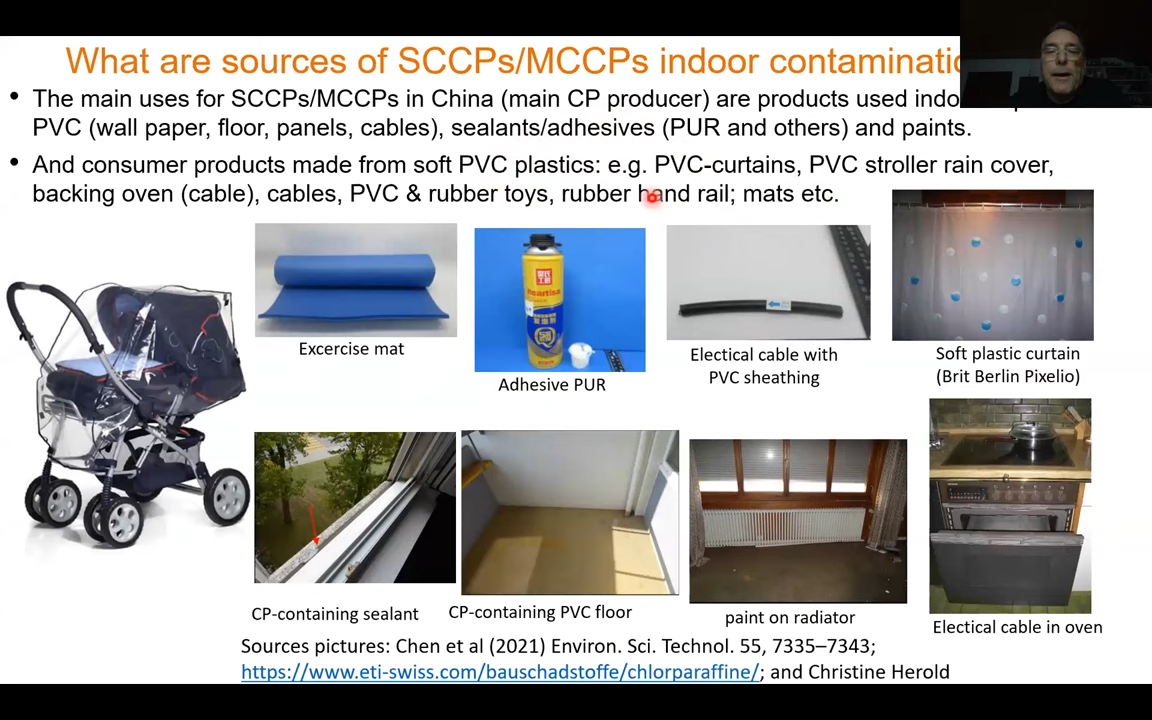 What are sources of SCCPs/MCCPs indoor
• The main uses for SCCPs/MCCPs in China (main CP producer) are products used
PVC (wall paper, floor, panels, cables), sealants/adhesives (PUR and others) and paints.
• And consumer products made from soft PVC plastics: e.g. PVC-curtains, PVC stroller rain cover,
backing oven (cable), cables, PVC & rubber toys, rubber hand rail; mats etc.
Excercise mat
Adhesive PUR
Electical cable with
PVC sheathing
Soft plastic curtain
(Brit Berlin Pixelio)
CP-containing sealant
CP-containing PVC floor
paint on radiator
Electical cable in oven
Sources pictures: Chen et al (2021) Environ. Sci. Technol. 55, 7335–7343;
https://www.eti-swiss.com/bauschadstoffe/chlorparaffine/; and Christine Herold